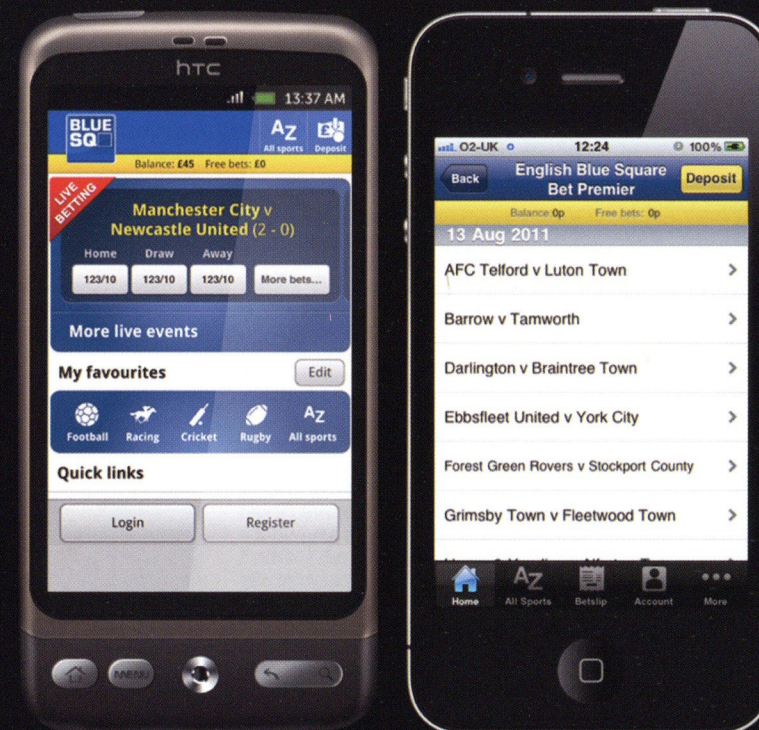 hTC
13:37 AM
BLUE
SQ
AZ
All sports
Deposit
Balance: £45 Free bets: £0
LIVE
BETTING
Manchester City v
Newcastle United (2 - 0)
Home Draw Away
123/10 123/10 123/10 More bets...
More live events
My favourites Edit
Football Racing Cricket Rugby AZ All sports
Quick links
Login Register
MENU
O2-UK 12:24 100%
Back
English Blue Square
Bet Premier
Deposit
Balance: 0p Free bets: 0p
13 Aug 2011
AFC Telford v Luton Town
Barrow v Tamworth
Darlington v Braintree Town
Ebbsfleet United v York City
Forest Green Rovers v Stockport County
Grimsby Town v Fleetwood Town
AZ
Home All Sports Betslip Account More